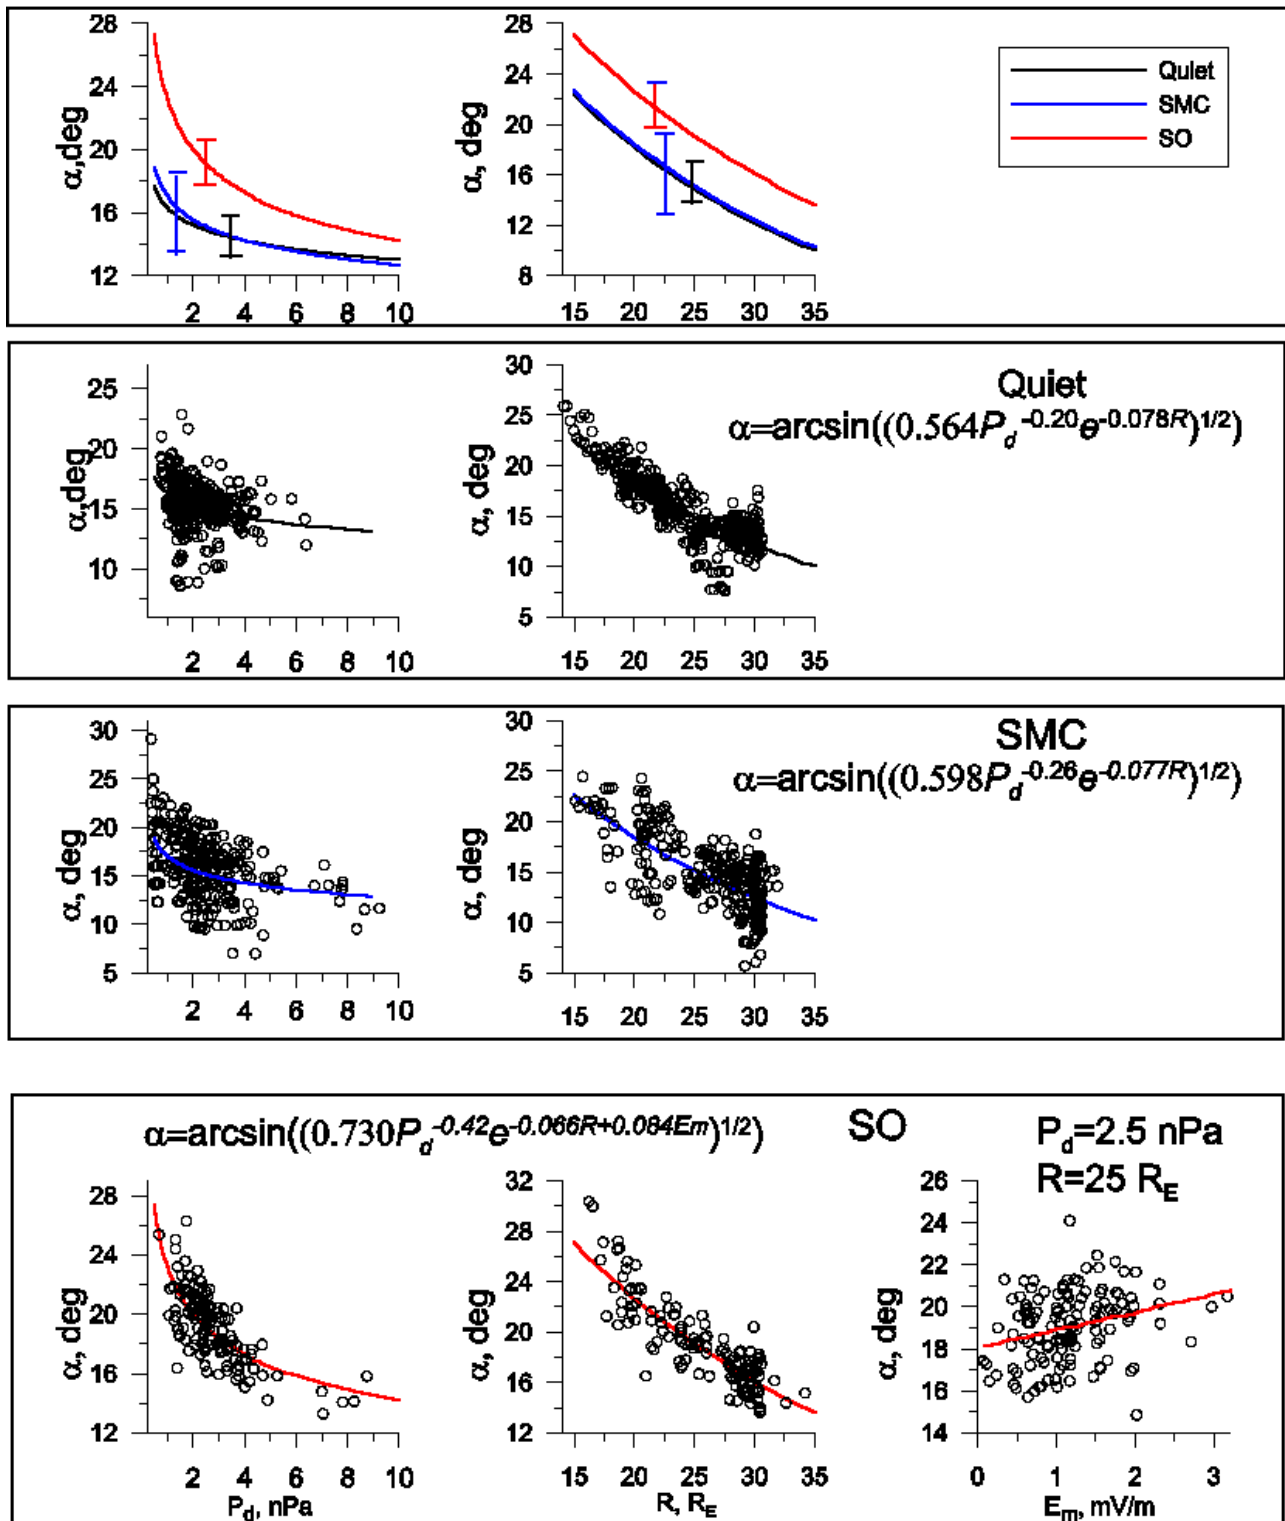 28
24
20
16
12
α,deg
2 4 6 8 10
28
24
20
16
12
8
α, deg
15 20 25 30 35
Quiet
SMC
SO
25
20
15
10
α,deg
2 4 6 8 10
30
25
20
15
10
5
α, deg
15 20 25 30 35
Quiet
α=arcsin((0.564P_d^-0.20 e^-0.078R)^1/2)
30
25
20
15
10
5
α, deg
2 4 6 8 10
30
25
20
15
10
5
α, deg
15 20 25 30 35
SMC
α=arcsin((0.598P_d^-0.26 e^-0.077R)^1/2)
α=arcsin((0.730P_d^-0.42 e^-0.066R+0.084Em)^1/2)
SO
P_d=2.5 nPa
R=25 R_E
28
24
20
16
12
α, deg
2 4 6 8 10
P_d, nPa
32
28
24
20
16
12
α, deg
15 20 25 30 35
R, R_E
26
24
22
20
18
16
14
α, deg
0 1 2 3
E_m, mV/m